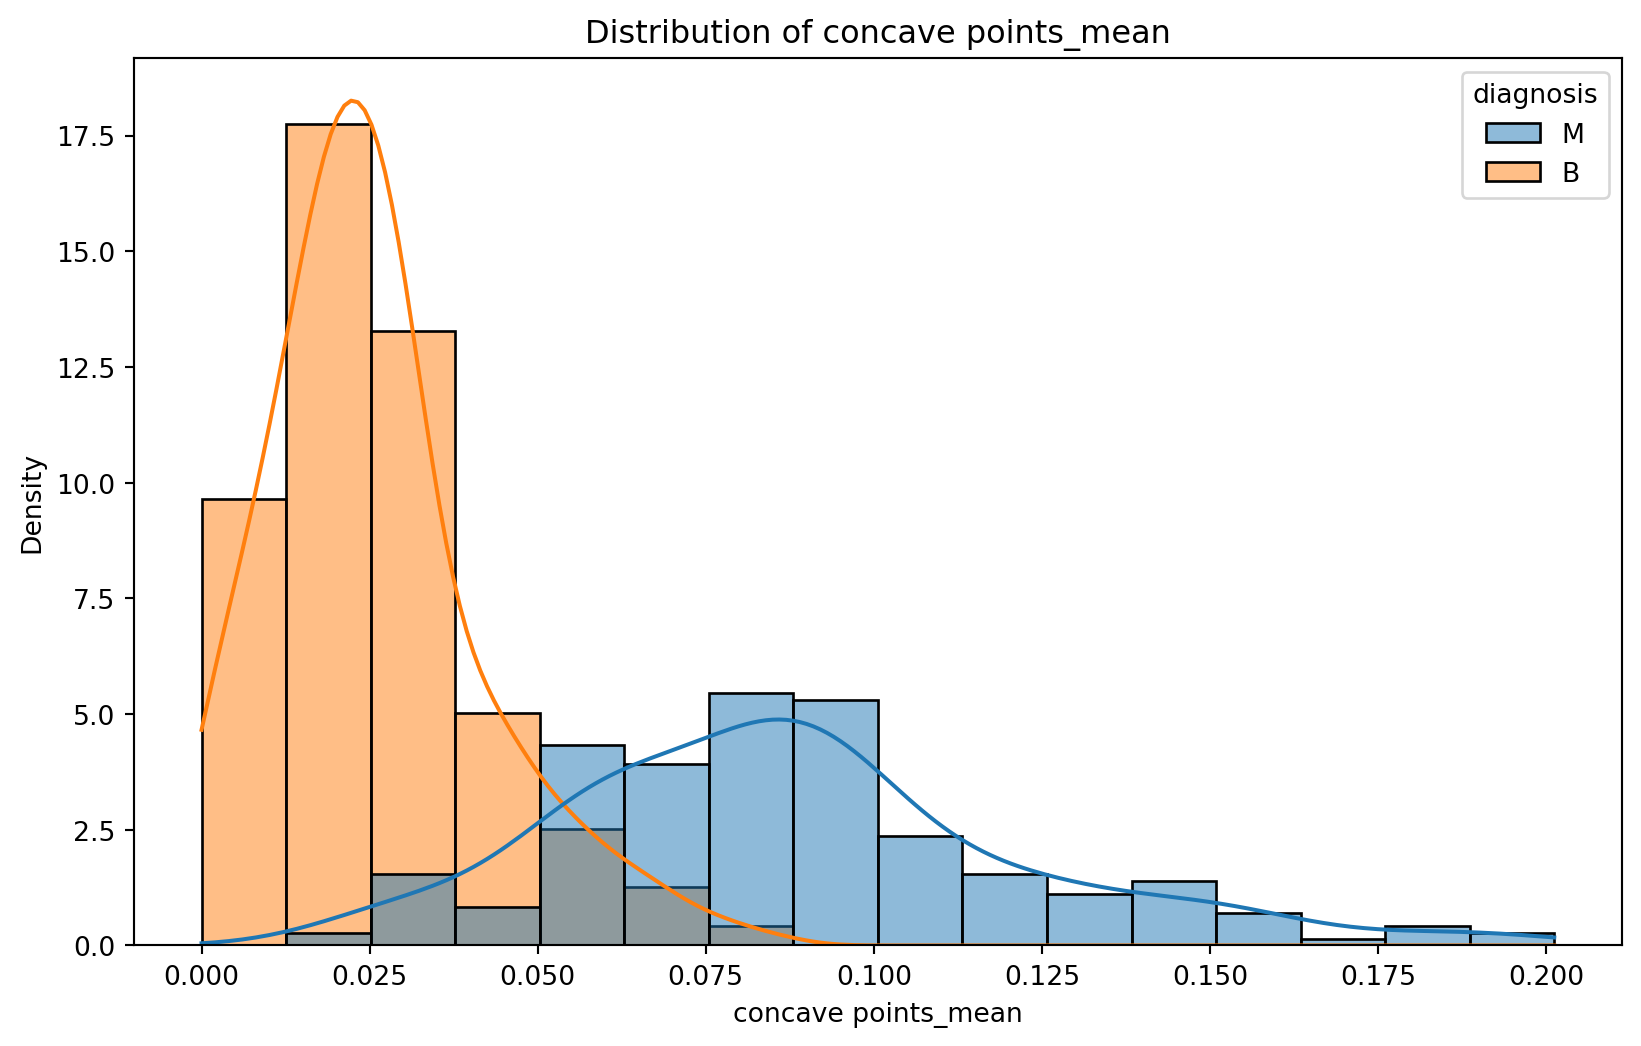 Distribution of concave points_mean
diagnosis
M
B
Density
17.5
15.0
12.5
10.0
7.5
5.0
2.5
0.0
0.000 0.025 0.050 0.075 0.100 0.125 0.150 0.175 0.200
concave points_mean